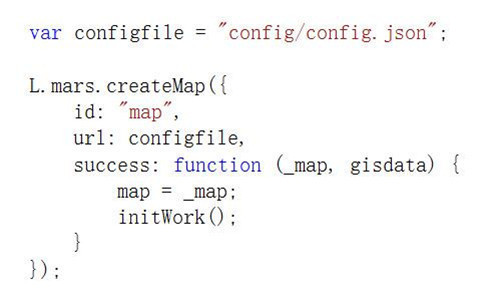 var configfile = "config/config.json";

L.mars.createMap({
    id: "map",
    url: configfile,
    success: function (_map, gisdata) {
        map = _map;
        initWork();
    }
});